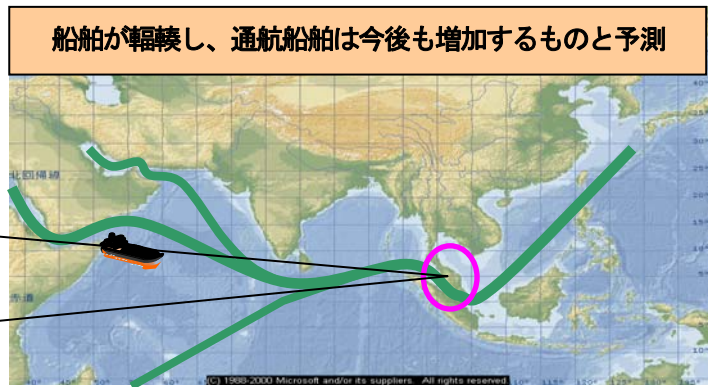 船舶が輻輳し、通航船舶は今後も増加するものと予測
北回帰線
赤道
(C) 1988-2000 Microsoft and/or its suppliers. All rights reserved.